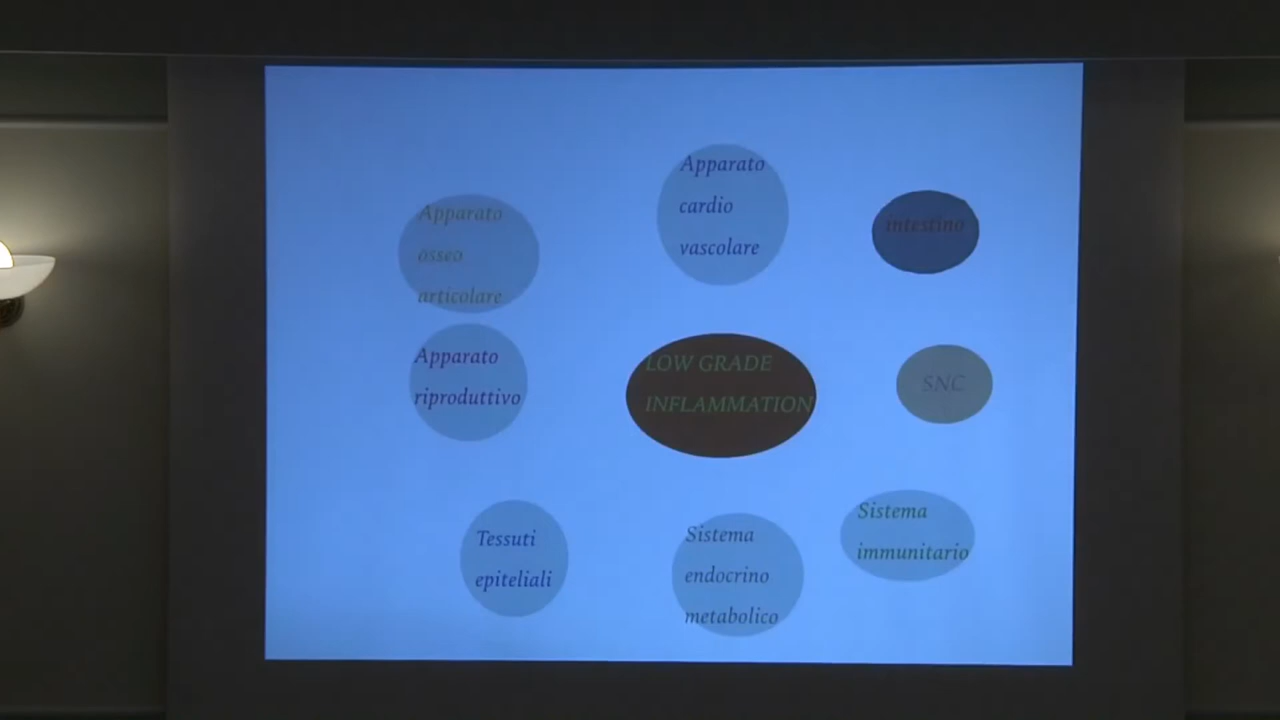 Apparato
cardio
vascolare
Apparato
osseo
articolare
intestino
Apparato
riproduttivo
LOW GRADE
INFLAMMATION
SNC
Tessuti
epiteliali
Sistema
endocrino
metabolico
Sistema
immunitario